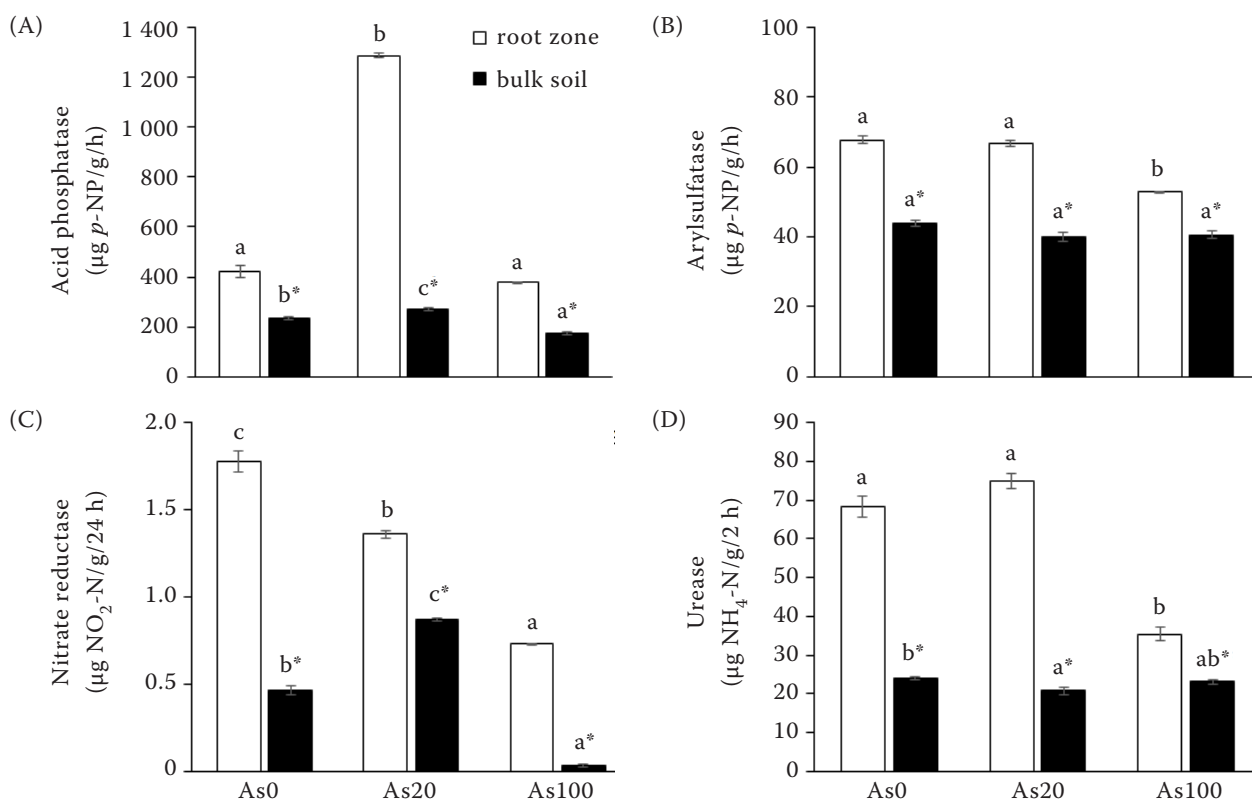 (A)
Acid phosphatase
(µg p-NP/g/h)
1 400
1 200
1 000
1800
1600
400
200
0
a
b*
b
c*
a
a*
root zone
bulk soil
(B)
Arylsulfatase
(µg p-NP/g/h)
100
80
60
40
20
0
a
a*
a
a*
b
a*
(C)
Nitrate reductase
(µg NO2-N/g/24 h)
2.0
1.5
1.0
0.5
0
c
b*
b
c*
a
a*
As0
As20
As100
(D)
Urease
(µg NH4-N/g/2 h)
90
80
70
60
50
40
30
20
10
0
a
b*
a
a*
b
ab*
As0
As20
As100